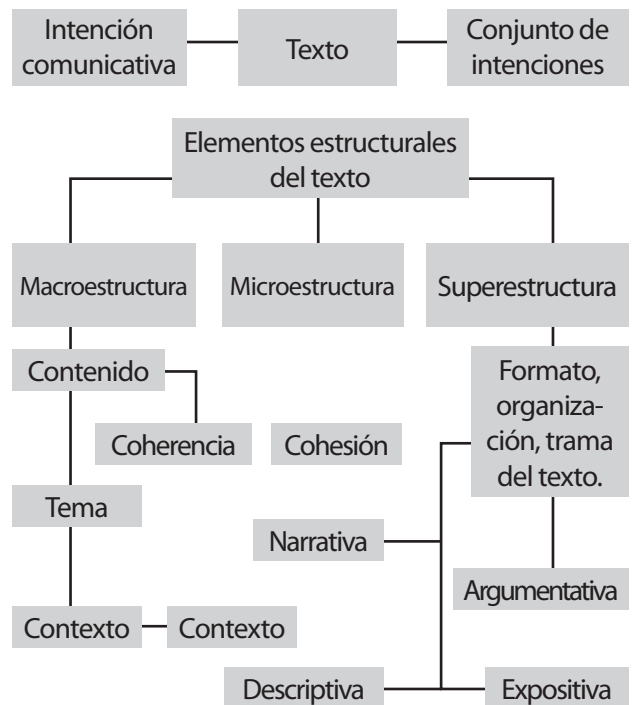 Intención
comunicativa
Texto
Conjunto de
intenciones
Elementos estructurales
del texto
Macroestructura
Microestructura
Superestructura
Contenido
Formato,
organiza-
ción, trama
del texto.
Coherencia
Cohesión
Tema
Narrativa
Argumentativa
Contexto
Contexto
Descriptiva
Expositiva